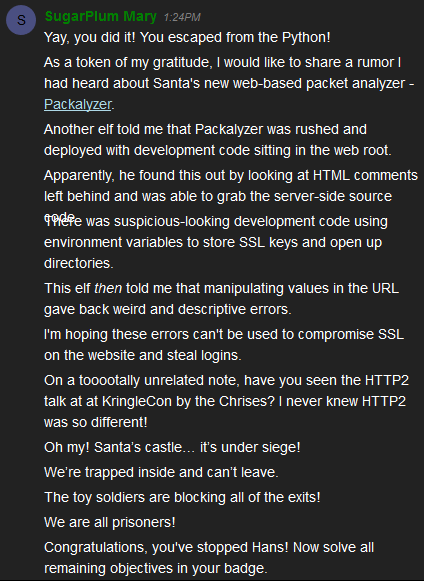 S
SugarPlum Mary 1:24PM
Yay, you did it! You escaped from the Python!
As a token of my gratitude, I would like to share a rumor I
had heard about Santa's new web-based packet analyzer -
Packalyzer.
Another elf told me that Packalyzer was rushed and
deployed with development code sitting in the web root.
Apparently, he found this out by looking at HTML comments
left behind and was able to grab the server-side source
code.
There was suspicious-looking development code using
environment variables to store SSL keys and open up
directories.
This elf then told me that manipulating values in the URL
gave back weird and descriptive errors.
I'm hoping these errors can't be used to compromise SSL
on the website and steal logins.
On a tooootally unrelated note, have you seen the HTTP2
talk at at KringleCon by the Chrises? I never knew HTTP2
was so different!
Oh my! Santa’s castle… it’s under siege!
We’re trapped inside and can’t leave.
The toy soldiers are blocking all of the exits!
We are all prisoners!
Congratulations, you've stopped Hans! Now solve all
remaining objectives in your badge.